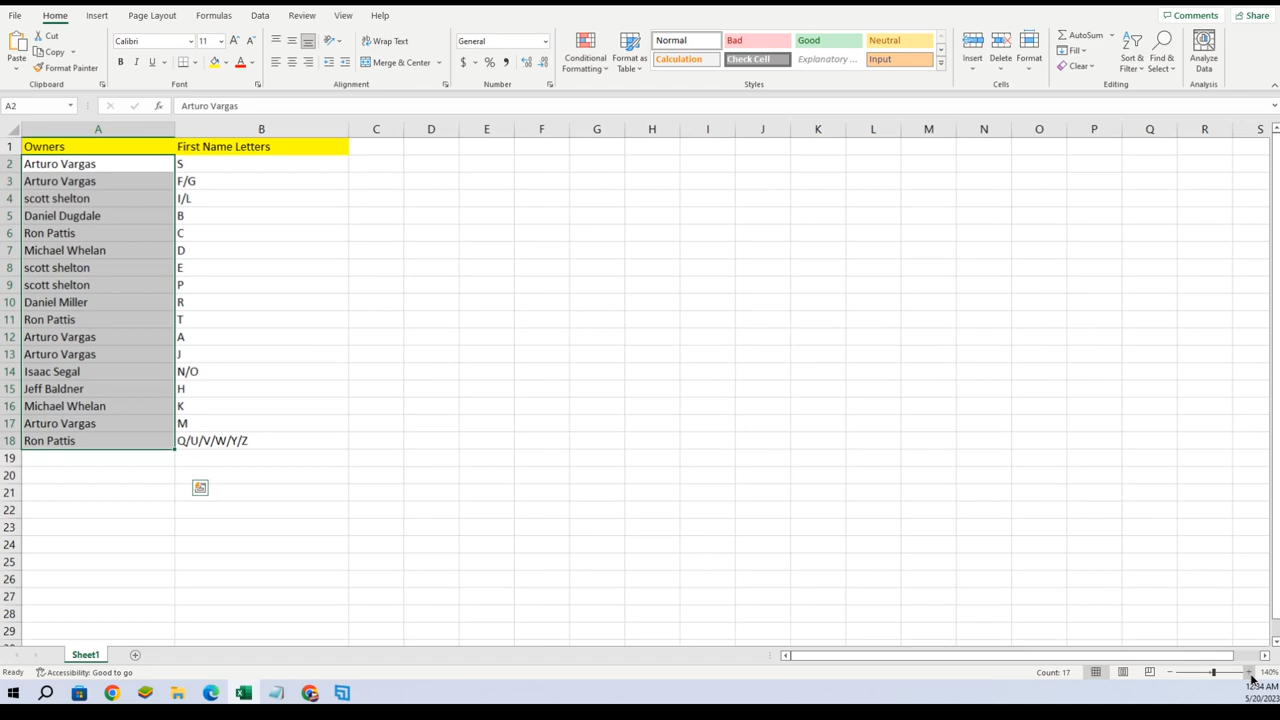 File Home Insert Page Layout Formulas Data Review View Help Comments Share
Paste Cut Copy Format Painter Clipboard
Calibri 11 A A B I U A Font
Wrap Text Merge & Center Alignment
General $ % , Number
Conditional Formatting Format as Table Normal Bad Good Neutral Calculation Check Cell Explanatory ... Input Styles
Insert Delete Format Cells
AutoSum Fill Clear Sort & Filter Find & Select Editing
Analyze Data Analysis
A2 fx Arturo Vargas
A B C D E F G H I J K L M N O P Q R S
1 Owners First Name Letters
2 Arturo Vargas S
3 Arturo Vargas F/G
4 scott shelton I/L
5 Daniel Dugdale B
6 Ron Pattis C
7 Michael Whelan D
8 scott shelton E
9 scott shelton P
10 Daniel Miller R
11 Ron Pattis T
12 Arturo Vargas A
13 Arturo Vargas J
14 Isaac Segal N/O
15 Jeff Baldner H
16 Michael Whelan K
17 Arturo Vargas M
18 Ron Pattis Q/U/V/W/Y/Z
19
20
21
22
23
24
25
26
27
28
29
Sheet1
Ready Accessibility: Good to go Count: 17 140%
12:34 AM
5/20/2023